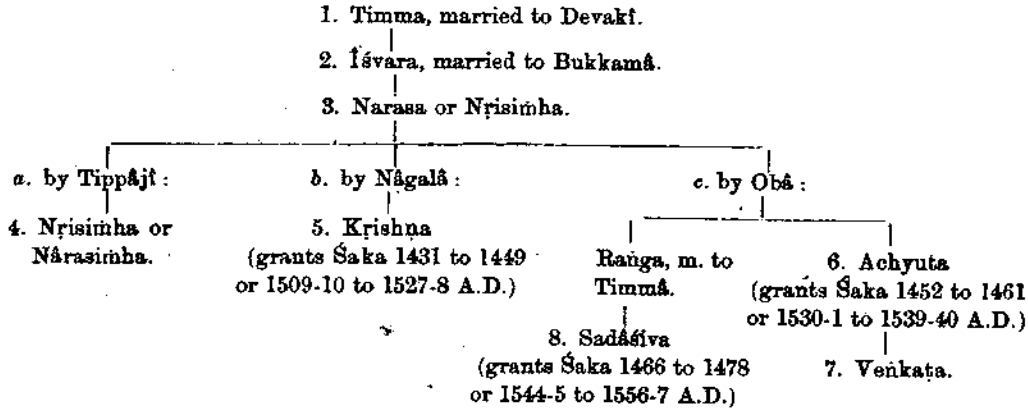 1. Timma, married to Devakî.
2. Îśvara, married to Bukkamâ.
3. Narasa or Nṛisiṁha.
a. by Tippâjî :
b. by Nâgalâ :
c. by Obâ :
4. Nṛisiṁha or
Nârasiṁha.
5. Kṛishṇa
(grants Śaka 1431 to 1449
or 1509-10 to 1527-8 A.D.)
Raṅga, m. to
Timmâ.
6. Achyuta
(grants Śaka 1452 to 1461
or 1530-1 to 1539-40 A.D.)
8. Sadâśiva
(grants Śaka 1466 to 1478
or 1544-5 to 1556-7 A.D.)
7. Veṅkaṭa.